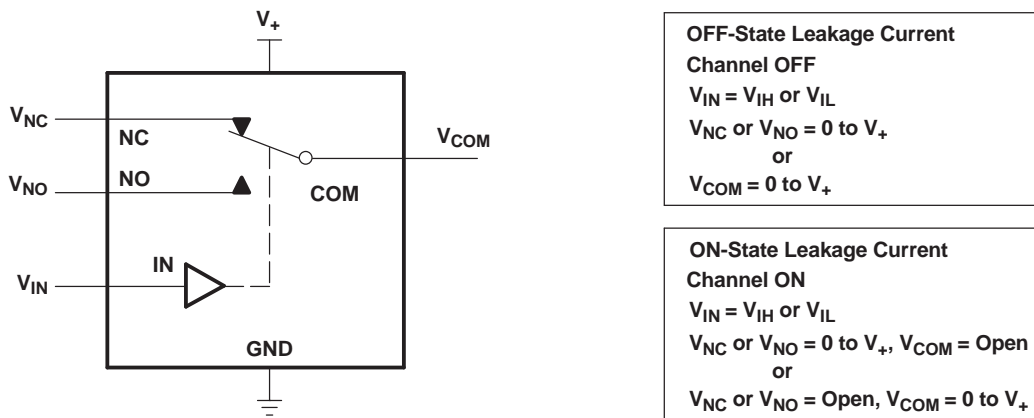 V+
VNC
NC
VCOM
VNO
NO
COM
IN
VIN
GND
OFF-State Leakage Current
Channel OFF
VIN = VIH or VIL
VNC or VNO = 0 to V+
or
VCOM = 0 to V+
ON-State Leakage Current
Channel ON
VIN = VIH or VIL
VNC or VNO = 0 to V+, VCOM = Open
or
VNC or VNO = Open, VCOM = 0 to V+